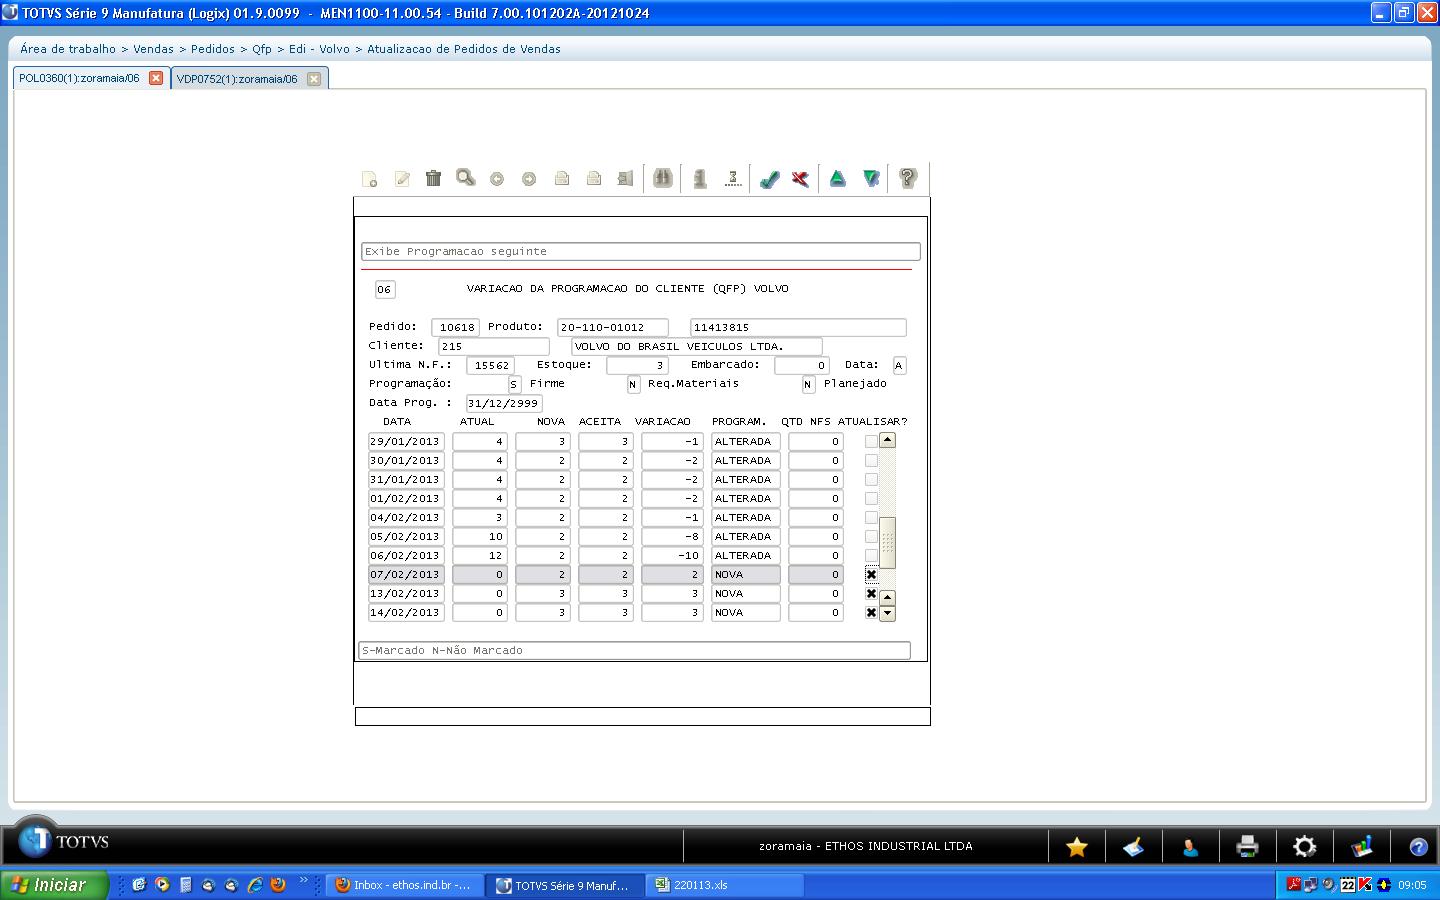 TOTVS Série 9 Manufatura (Logix) 01.9.0099 - MEN1100-11.00.54 - Build 7.00.101202A-20121024
Área de trabalho > Vendas > Pedidos > Qfp > Edi - Volvo > Atualizacao de Pedidos de Vendas
POL0360(1):zoramaia/06 VDP0752(1):zoramaia/06
Exibe Programacao seguinte
06 VARIACAO DA PROGRAMACAO DO CLIENTE (QFP) VOLVO
Pedido: 10618 Produto: 20-110-01012 11413815
Cliente: 215 VOLVO DO BRASIL VEICULOS LTDA.
Ultima N.F.: 15562 Estoque: 3 Embarcado: 0 Data: A
Programação: S Firme N Req.Materiais N Planejado
Data Prog. : 31/12/2999
DATA ATUAL NOVA ACEITA VARIACAO PROGRAM. QTD NFS ATUALISAR?
29/01/2013 4 3 3 -1 ALTERADA 0
30/01/2013 4 2 2 -2 ALTERADA 0
31/01/2013 4 2 2 -2 ALTERADA 0
01/02/2013 4 2 2 -2 ALTERADA 0
04/02/2013 3 2 2 -1 ALTERADA 0
05/02/2013 10 2 2 -8 ALTERADA 0
06/02/2013 12 2 2 -10 ALTERADA 0
07/02/2013 0 2 2 2 NOVA 0
13/02/2013 0 3 3 3 NOVA 0
14/02/2013 0 3 3 3 NOVA 0
S-Marcado N-Não Marcado
TOTVS zoramaia - ETHOS INDUSTRIAL LTDA
Iniciar Inbox - ethos.ind.br -... TOTVS Série 9 Manuf... 220113.xls 22 09:05